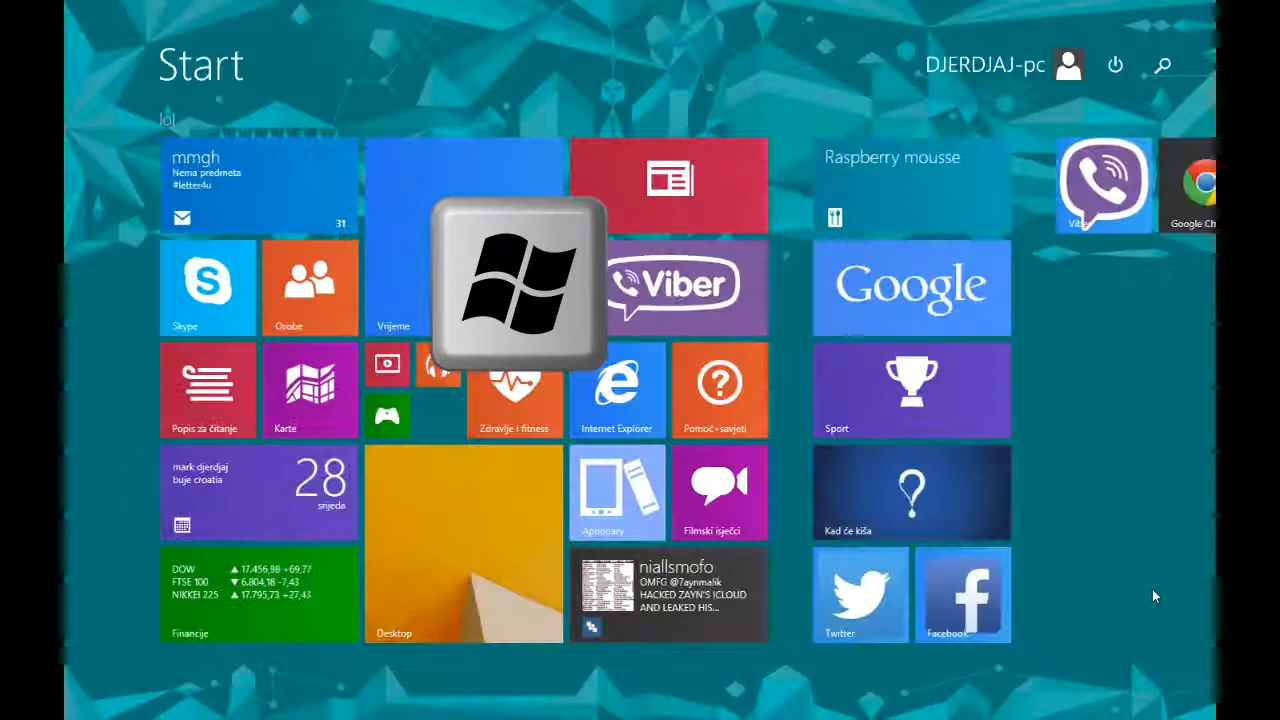 Start
DJERDJAJ-pc
lol
mmgh
Nema predmeta
#letter4u
31
Skype
Osobe
Vrijeme
Viber
Popis za čitanje
Karte
Zdravlje i fitness
Internet Explorer
Pomoć+savjeti
mark djerdjaj
buje croatia
28
srijeda
Filmski isječci
DOW ▲ 17.456,98 +69,77
FTSE 100 ▼ 6.804,18 -7,43
NIKKEI 225 ▲ 17.795,73 +27,43
Financije
Desktop
niallsmofo
OMFG @7aynmalik
HACKED ZAYN'S ICLOUD
AND LEAKED HIS...
Raspberry mousse
Google
Sport
Kad će kiša
Twitter
Facebook
Google Ch